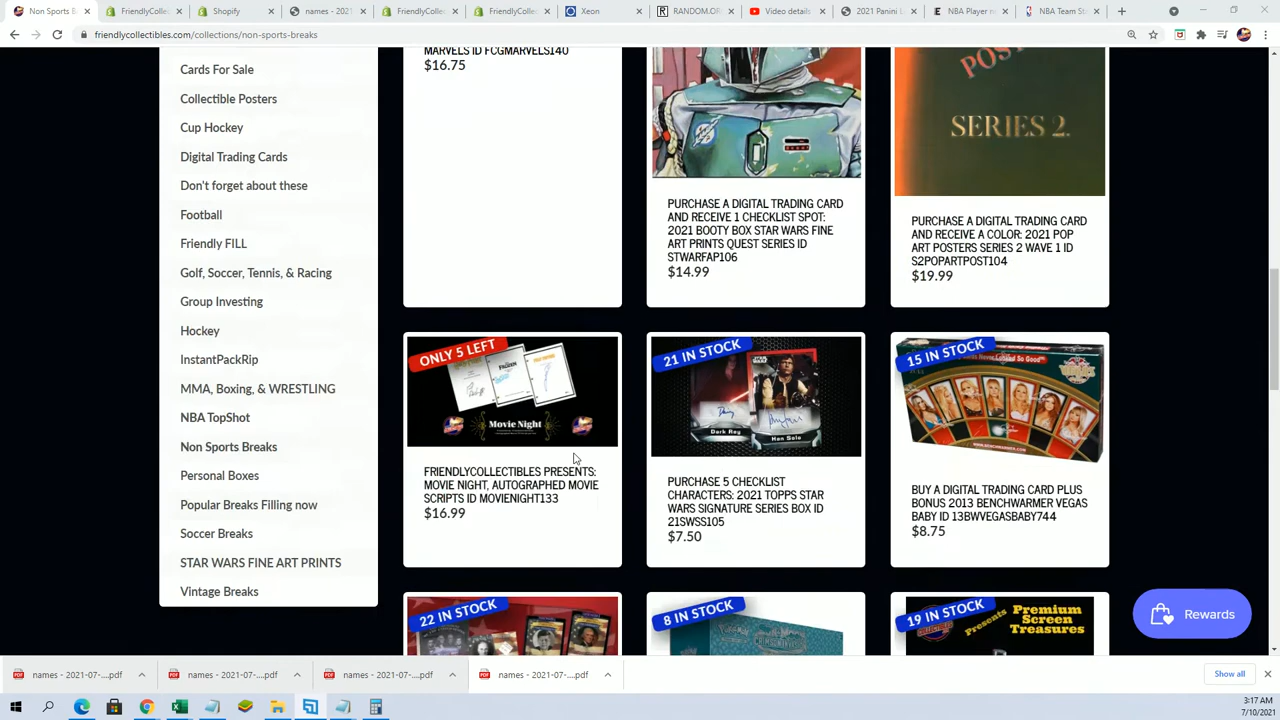 Non Sports B
FriendlyCollec
Shopify
names - 2021
FriendlyCollec
FriendlyCollec
Xeon
RANDOM.OR
Video details
2021 Panini L
NBA Player n
NBA Team St
friendlycollectibles.com/collections/non-sports-breaks
Cards For Sale
Collectible Posters
Cup Hockey
Digital Trading Cards
Don't forget about these
Football
Friendly FILL
Golf, Soccer, Tennis, & Racing
Group Investing
Hockey
InstantPackRip
MMA, Boxing, & WRESTLING
NBA TopShot
Non Sports Breaks
Personal Boxes
Popular Breaks Filling now
Soccer Breaks
STAR WARS FINE ART PRINTS
Vintage Breaks
MARVELS ID FCGMARVELS140
$16.75
PURCHASE A DIGITAL TRADING CARD
AND RECEIVE 1 CHECKLIST SPOT:
2021 BOOTY BOX STAR WARS FINE
ART PRINTS QUEST SERIES ID
STWARFAP106
$14.99
POST
SERIES 2.
PURCHASE A DIGITAL TRADING CARD
AND RECEIVE A COLOR: 2021 POP
ART POSTERS SERIES 2 WAVE 1 ID
S2POPARTPOST104
$19.99
ONLY 5 LEFT
Movie Night
FRIENDLYCOLLECTIBLES PRESENTS:
MOVIE NIGHT, AUTOGRAPHED MOVIE
SCRIPTS ID MOVIENIGHT133
$16.99
21 IN STOCK
Dark Rey
Han Solo
PURCHASE 5 CHECKLIST
CHARACTERS: 2021 TOPPS STAR
WARS SIGNATURE SERIES BOX ID
21SWSS105
$7.50
15 IN STOCK
BUY A DIGITAL TRADING CARD PLUS
BONUS 2013 BENCHWARMER VEGAS
BABY ID 13BWVEGASBABY744
$8.75
22 IN STOCK
8 IN STOCK
19 IN STOCK
Presents
Premium
Screen
Treasures
Rewards
names - 2021-07-....pdf
names - 2021-07-....pdf
names - 2021-07-....pdf
names - 2021-07-....pdf
Show all
3:17 AM
7/10/2021